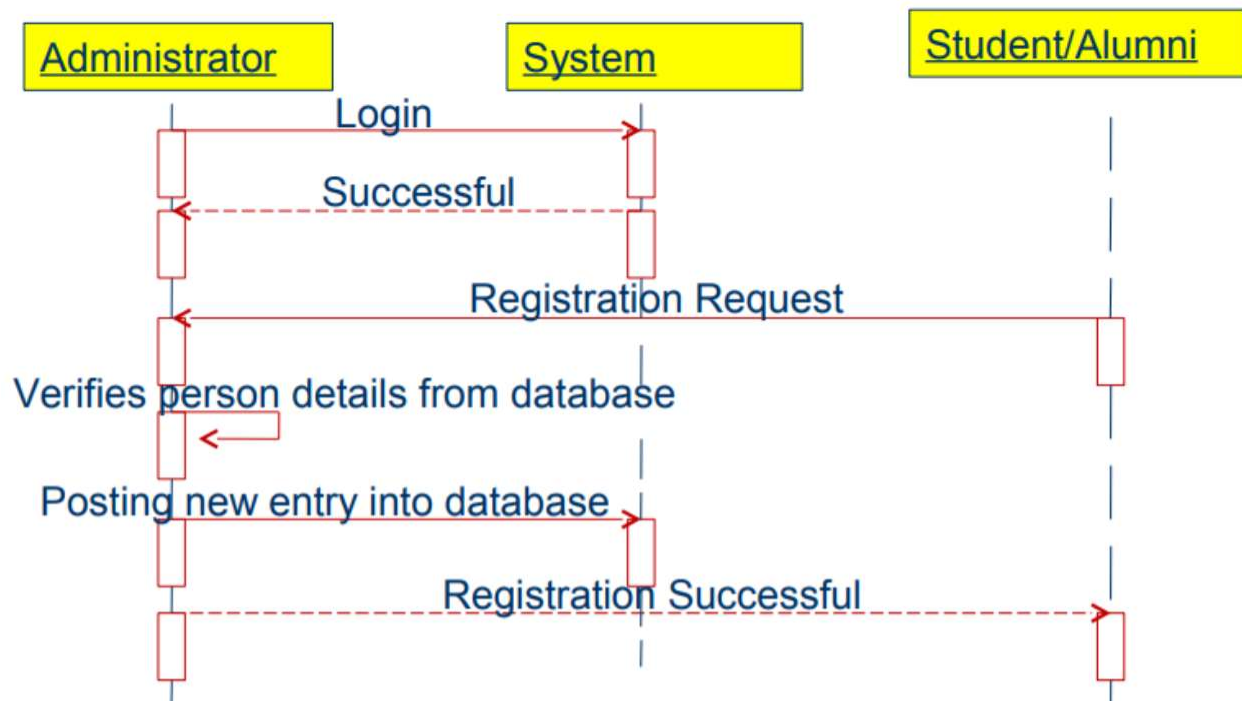 Administrator
System
Student/Alumni
Login
Successful
Registration Request
Verifies person details from database
Posting new entry into database
Registration Successful